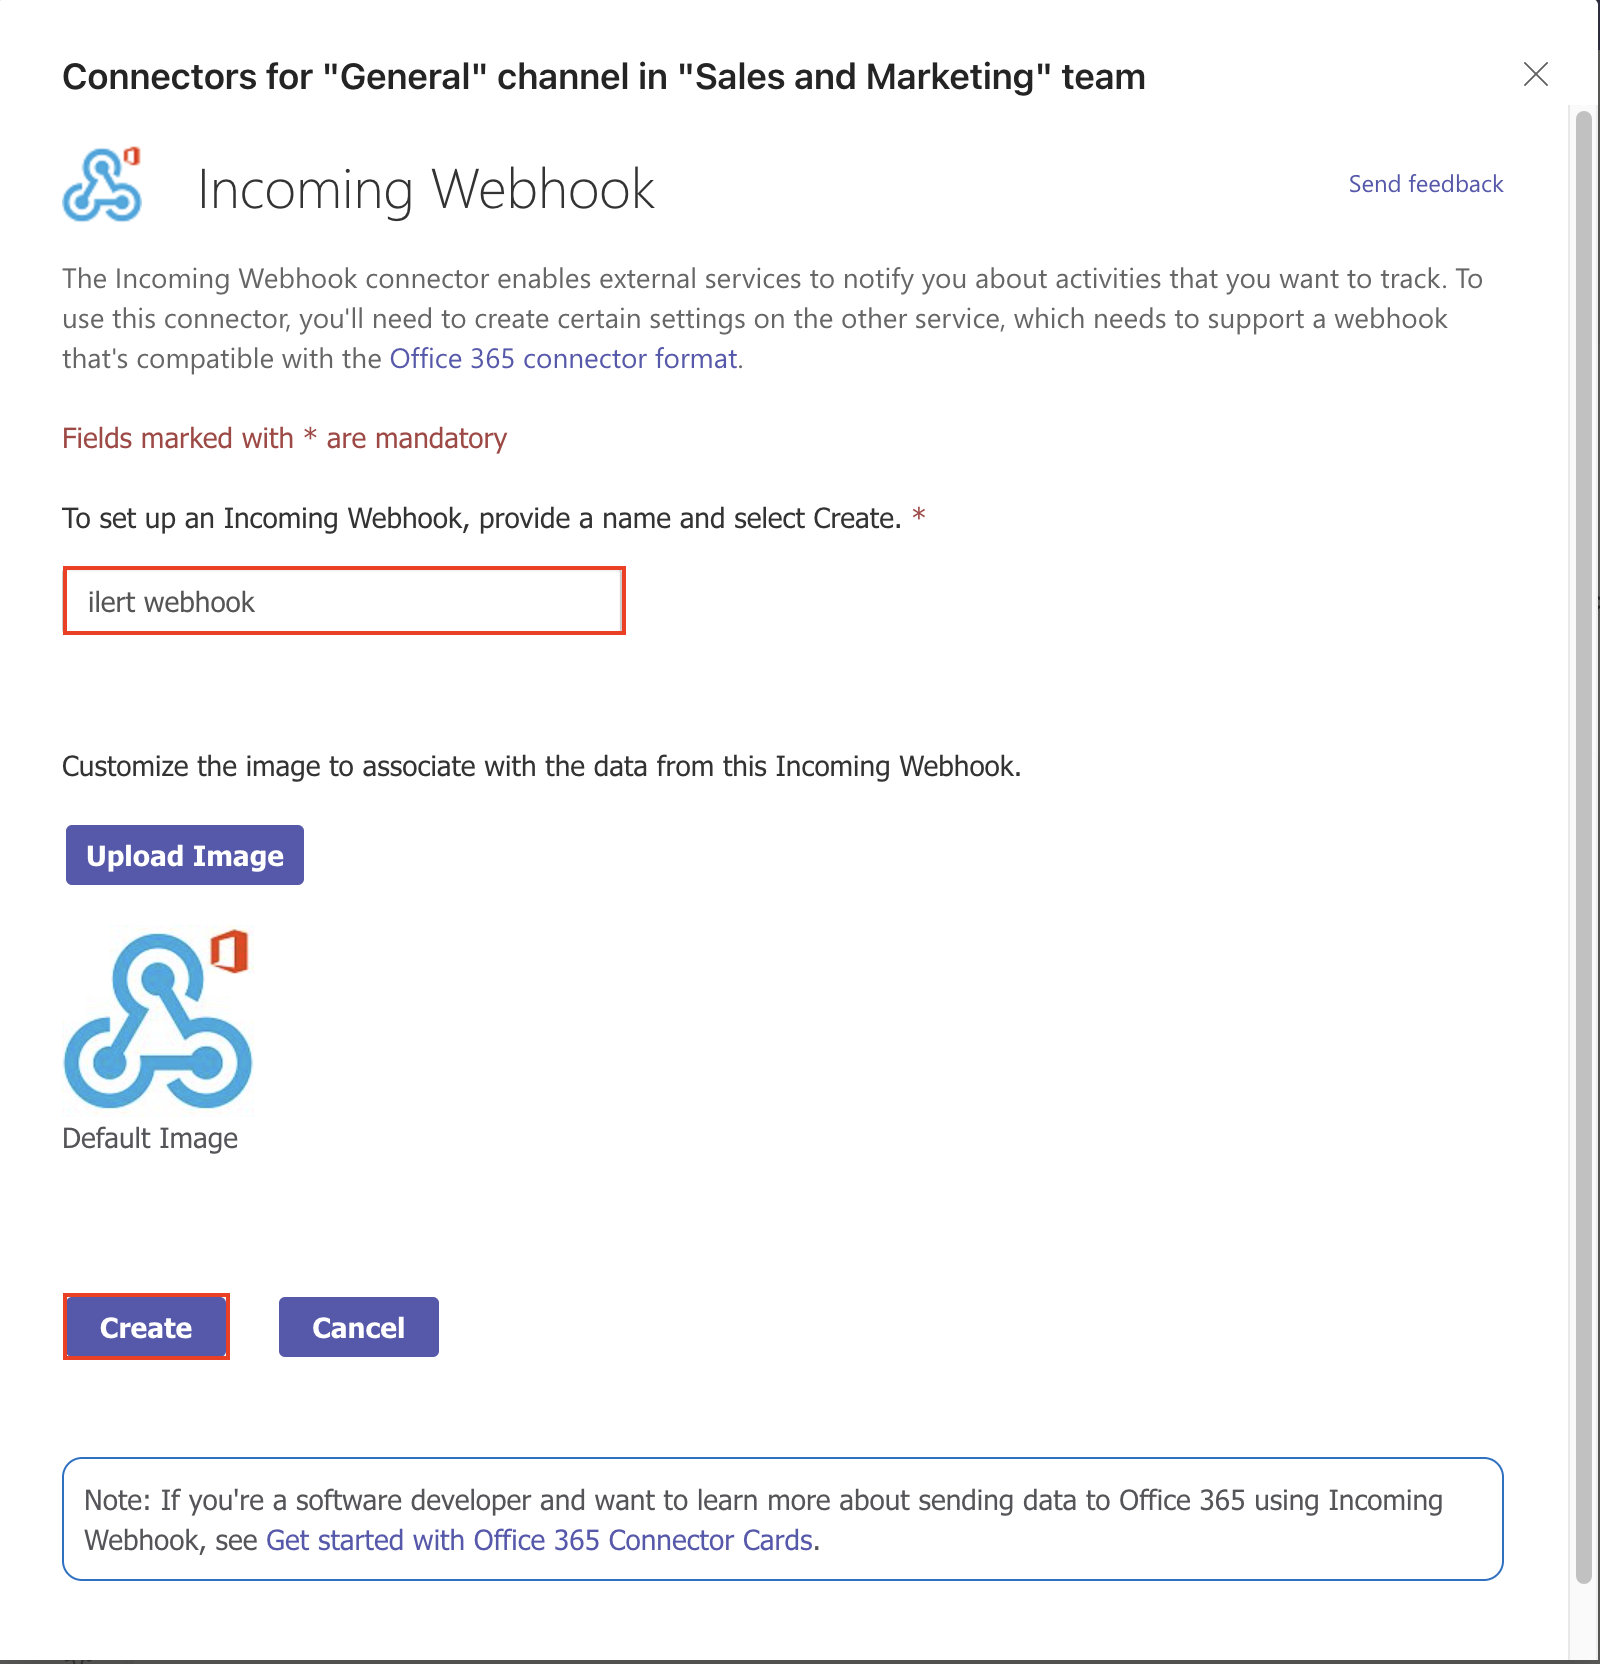 Connectors for "General" channel in "Sales and Marketing" team
Incoming Webhook
Send feedback
The Incoming Webhook connector enables external services to notify you about activities that you want to track. To
use this connector, you'll need to create certain settings on the other service, which needs to support a webhook
that's compatible with the Office 365 connector format.
Fields marked with * are mandatory
To set up an Incoming Webhook, provide a name and select Create. *
ilert webhook
Customize the image to associate with the data from this Incoming Webhook.
Upload Image
Default Image
Create
Cancel
Note: If you're a software developer and want to learn more about sending data to Office 365 using Incoming
Webhook, see Get started with Office 365 Connector Cards.